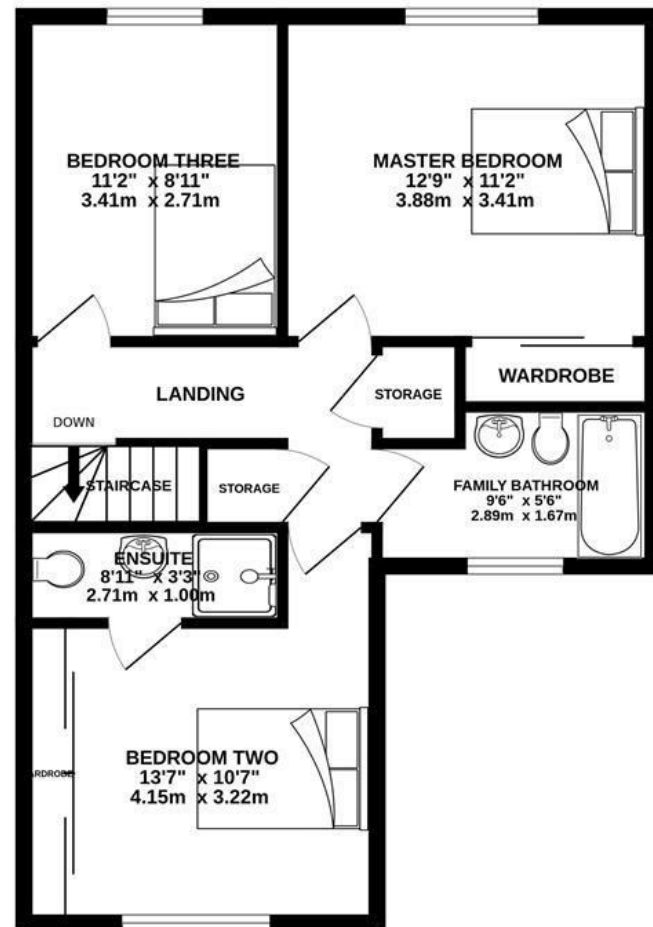 BEDROOM THREE
11'2" x 8'11"
3.41m x 2.71m
MASTER BEDROOM
12'9" x 11'2"
3.88m x 3.41m
LANDING
STORAGE
WARDROBE
DOWN
STAIRCASE
STORAGE
FAMILY BATHROOM
9'6" x 5'6"
2.89m x 1.67m
ENSUITE
8'11" x 3'3"
2.71m x 1.00m
BEDROOM TWO
13'7" x 10'7"
4.15m x 3.22m
ARDROBE